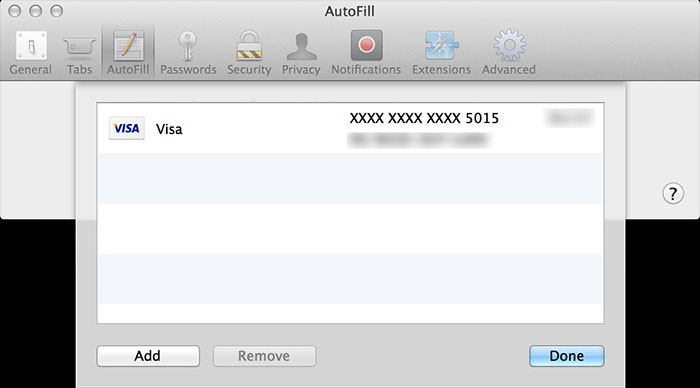 AutoFill
General Tabs AutoFill Passwords Security Privacy Notifications Extensions Advanced
VISA Visa XXXX XXXX XXXX 5015
?
Add Remove Done